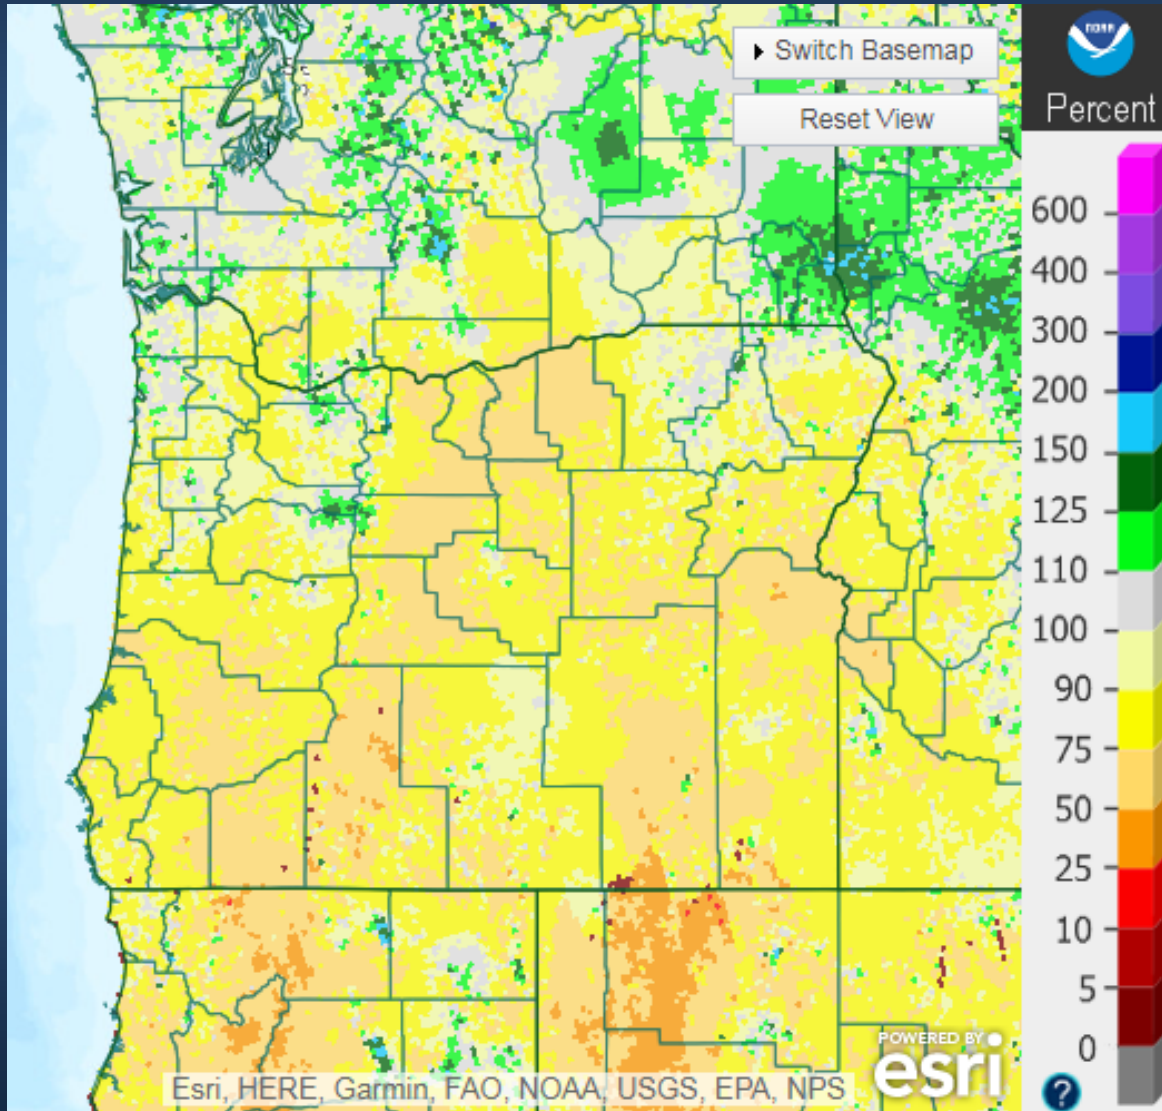 Switch Basemap
Reset View
NOAA
Percent
600
400
300
200
150
125
110
100
90
75
50
25
10
5
0
POWERED BY
esri
Esri, HERE, Garmin, FAO, NOAA, USGS, EPA, NPS
?